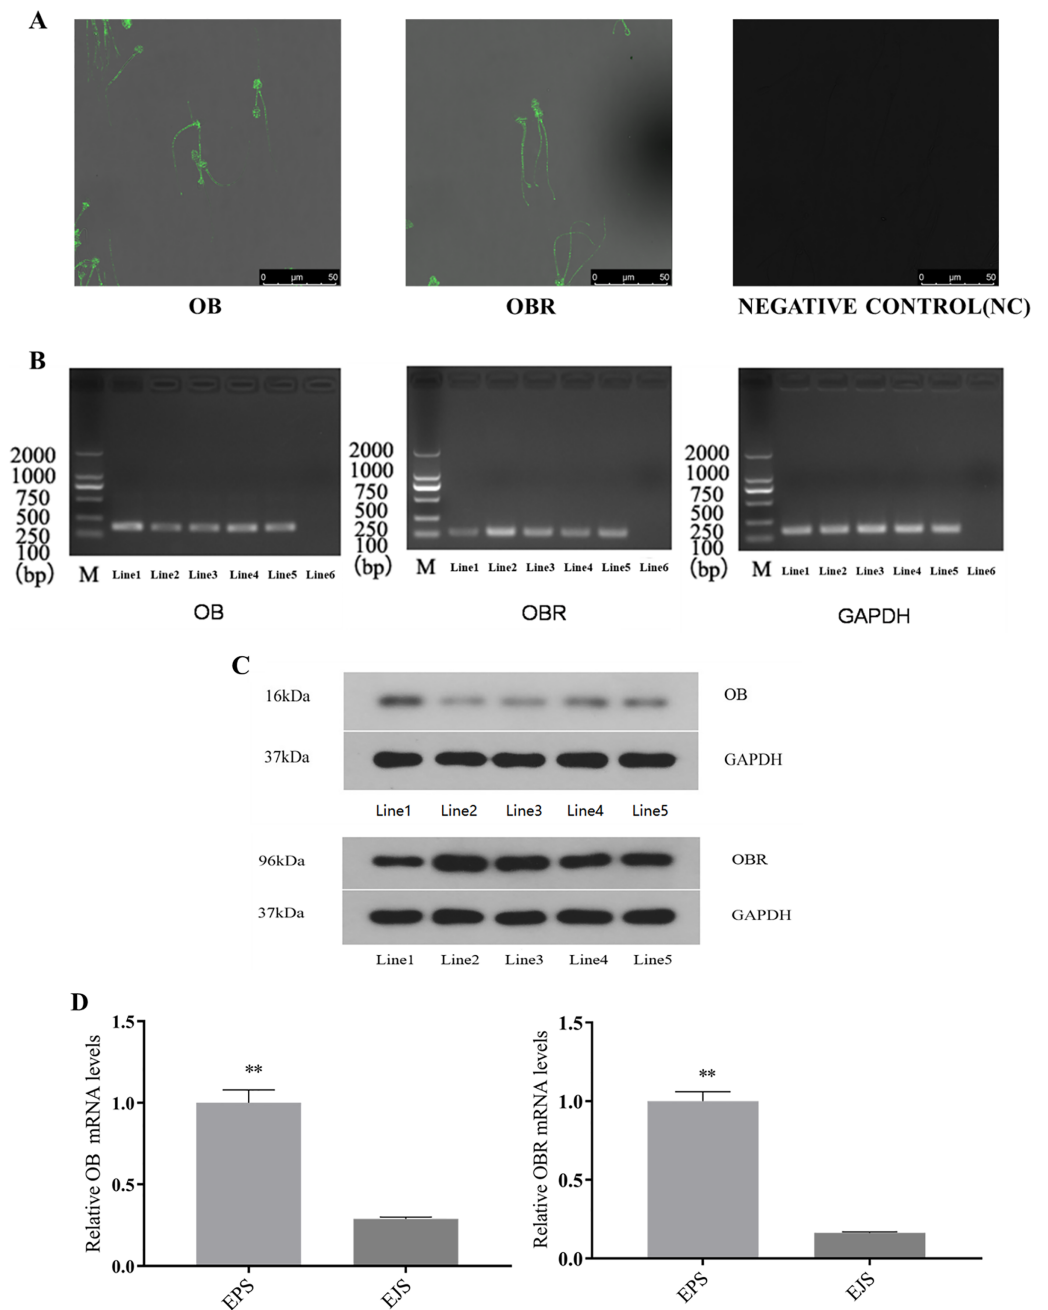 A
0 µm 50
0 µm 50
0 µm 50
OB
OBR
NEGATIVE CONTROL(NC)
B
2000
1000
750
500
250
100
(bp)
M Line1 Line2 Line3 Line4 Line5 Line6
OB
2000
1000
750
500
250
100
(bp)
M Line1 Line2 Line3 Line4 Line5 Line6
OBR
2000
1000
750
500
250
100
(bp)
M Line1 Line2 Line3 Line4 Line5 Line6
GAPDH
C
16kDa OB
37kDa GAPDH
Line1 Line2 Line3 Line4 Line5
96kDa OBR
37kDa GAPDH
Line1 Line2 Line3 Line4 Line5
D
Relative OB mRNA levels
1.5
1.0
0.5
0.0
**
EPS
EJS
Relative OBR mRNA levels
1.5
1.0
0.5
0.0
**
EPS
EJS